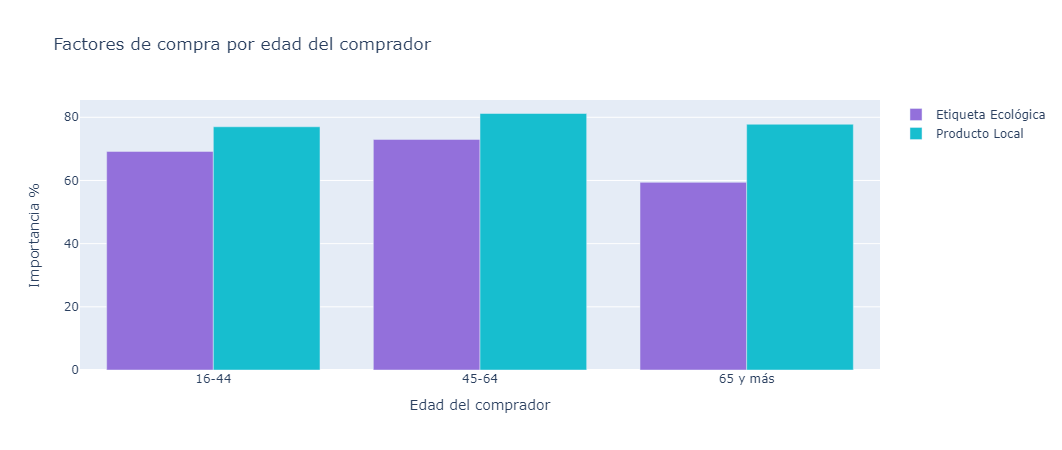 Factores de compra por edad del comprador
Etiqueta Ecológica
Producto Local
Importancia %
80
60
40
20
0
16-44
45-64
65 y más
Edad del comprador